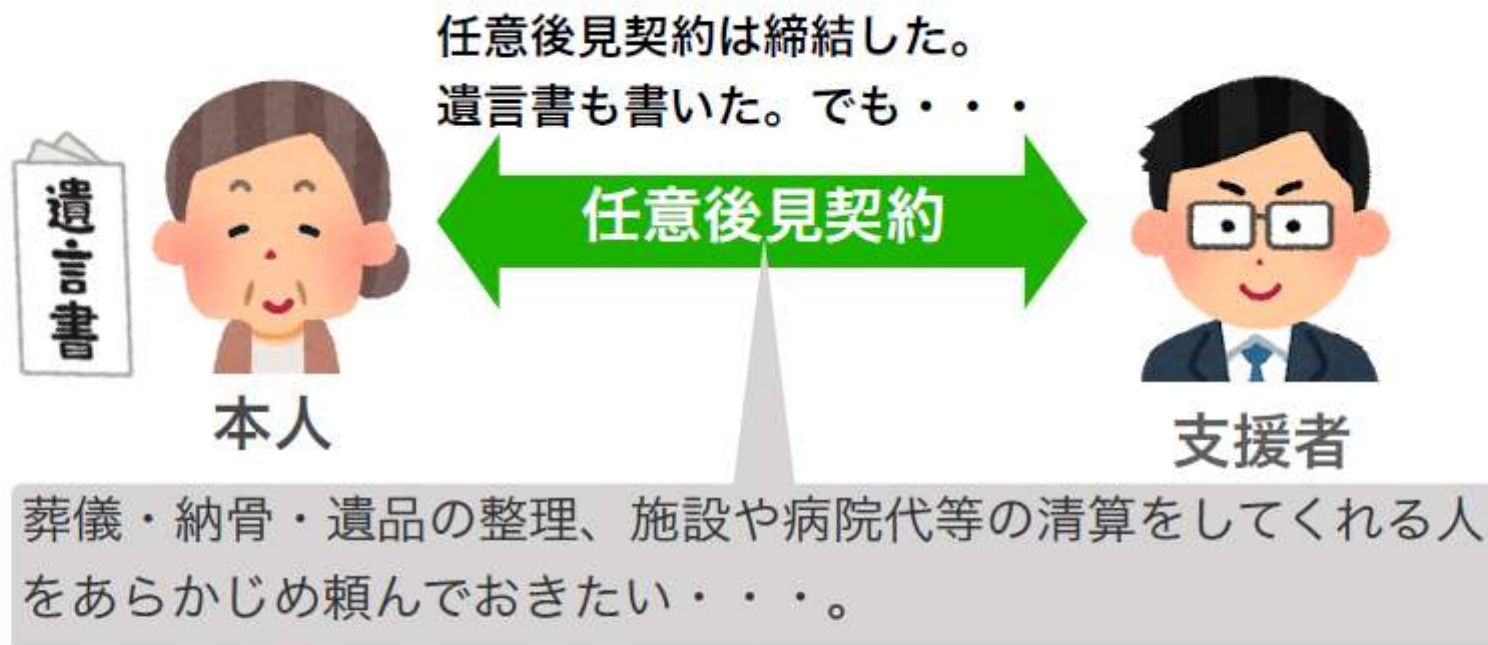 任意後見契約は締結した。
遺言書も書いた。でも・・・
遺言書
任意後見契約
本人
支援者
葬儀・納骨・遺品の整理、施設や病院代等の清算をしてくれる人
をあらかじめ頼んでおきたい・・・。